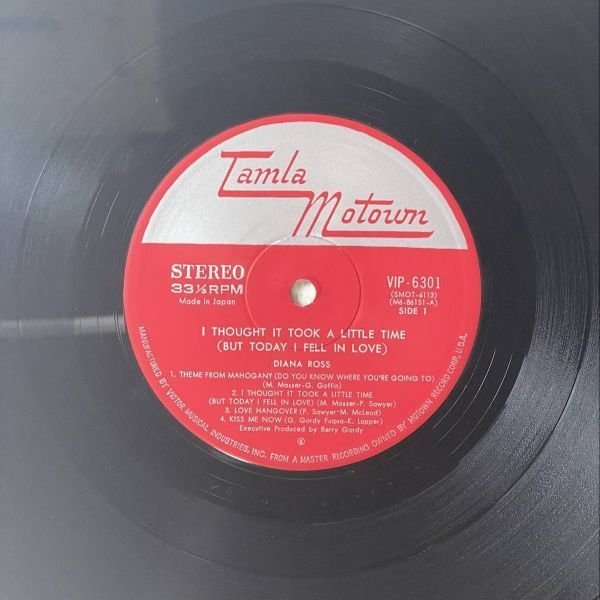 Tamla
Motown
STEREO
33⅓RPM
Made in Japan
VIP-6301
(SMOT-6113)
(M6-861S1-A)
SIDE 1
I THOUGHT IT TOOK A LITTLE TIME
(BUT TODAY I FELL IN LOVE)
DIANA ROSS
1. THEME FROM MAHOGANY (DO YOU KNOW WHERE YOU'RE GOING TO)
(M. Masser-G. Goffin)
2. I THOUGHT IT TOOK A LITTLE TIME
(BUT TODAY I FELL IN LOVE) (M. Masser-P. Sawyer)
3. LOVE HANGOVER (P. Sawyer-M. McLeod)
4. KISS ME NOW (G. Gordy Fuqua-K. Lupper)
Executive Produced by Berry Gordy
MANUFACTURED BY VICTOR MUSICAL INDUSTRIES, INC. FROM A MASTER RECORDING OWNED BY MOTOWN RECORD CORP. U.S.A.